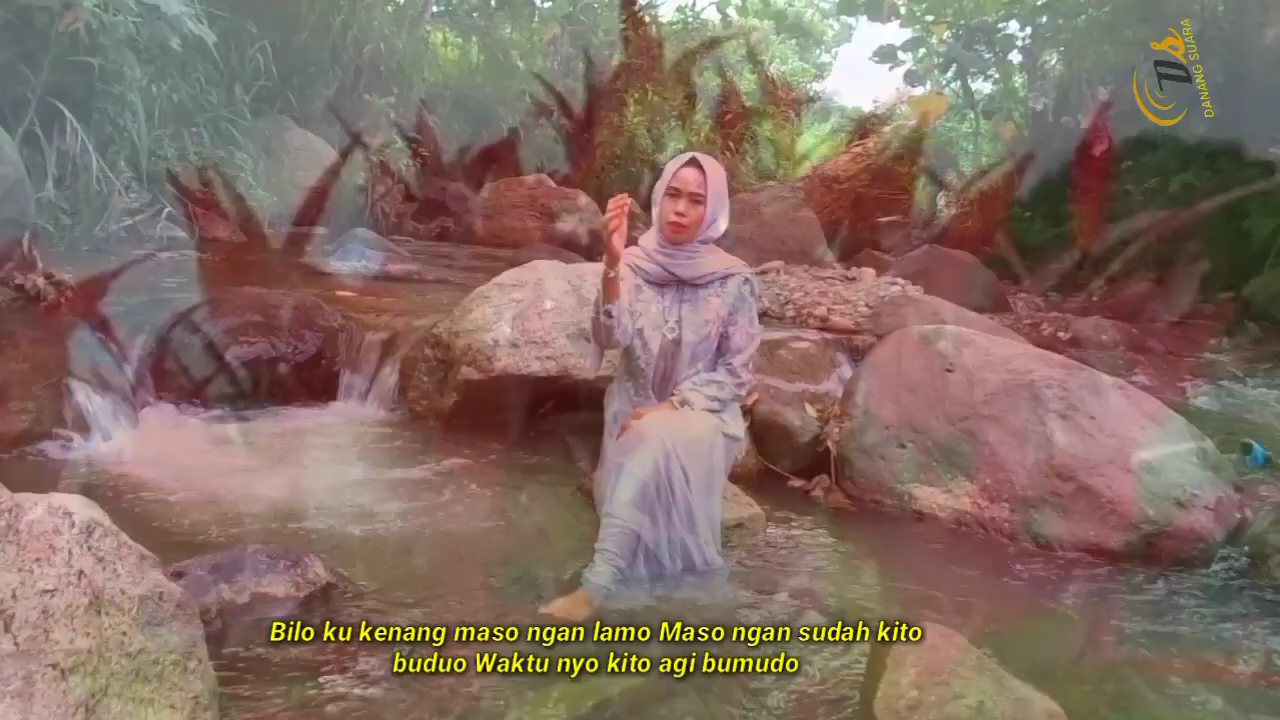 DANANG SUARA
Bilo ku kenang maso ngan lamo Maso ngan sudah kito
buduo Waktu nyo kito agi bumudo